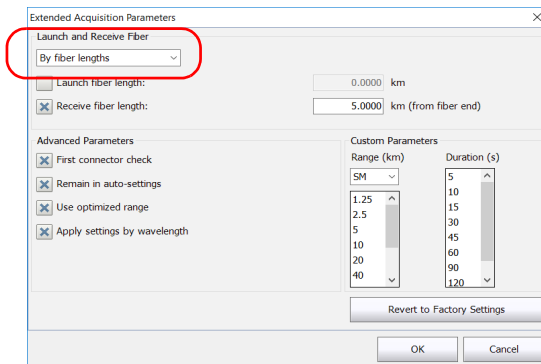 Extended Acquisition Parameters
Launch and Receive Fiber
By fiber lengths
Launch fiber length: 0.0000 km
Receive fiber length: 5.0000 km (from fiber end)
Advanced Parameters
First connector check
Remain in auto-settings
Use optimized range
Apply settings by wavelength
Custom Parameters
Range (km) Duration (s)
SM
1.25
2.5
5
10
20
40
5
10
15
30
45
60
90
120
Revert to Factory Settings
OK Cancel